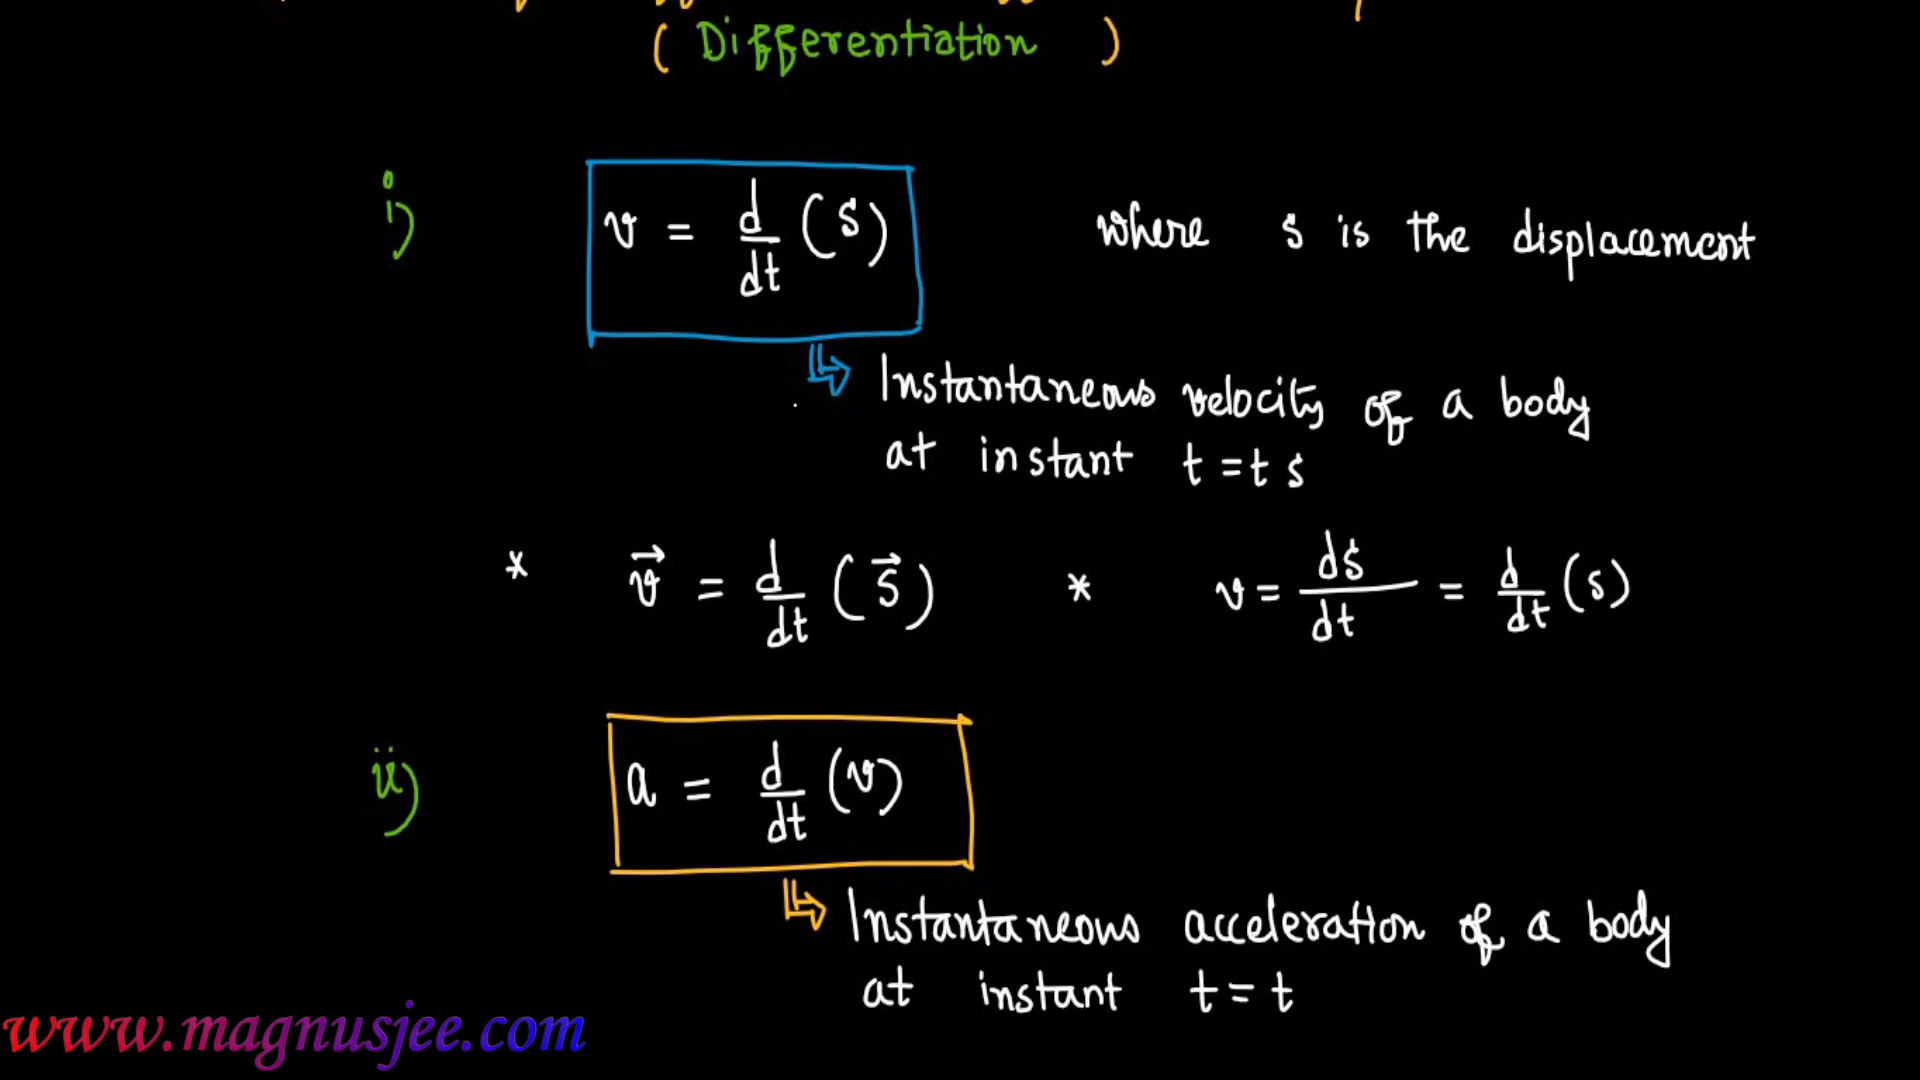 ( Differentiation )
i) v = d/dt (s) where s is the displacement
Instantaneous velocity of a body
at instant t = t s
* v⃗ = d/dt (s⃗) * v = ds/dt = d/dt (s)
ii) a = d/dt (v)
Instantaneous acceleration of a body
at instant t = t
www.magnusjee.com